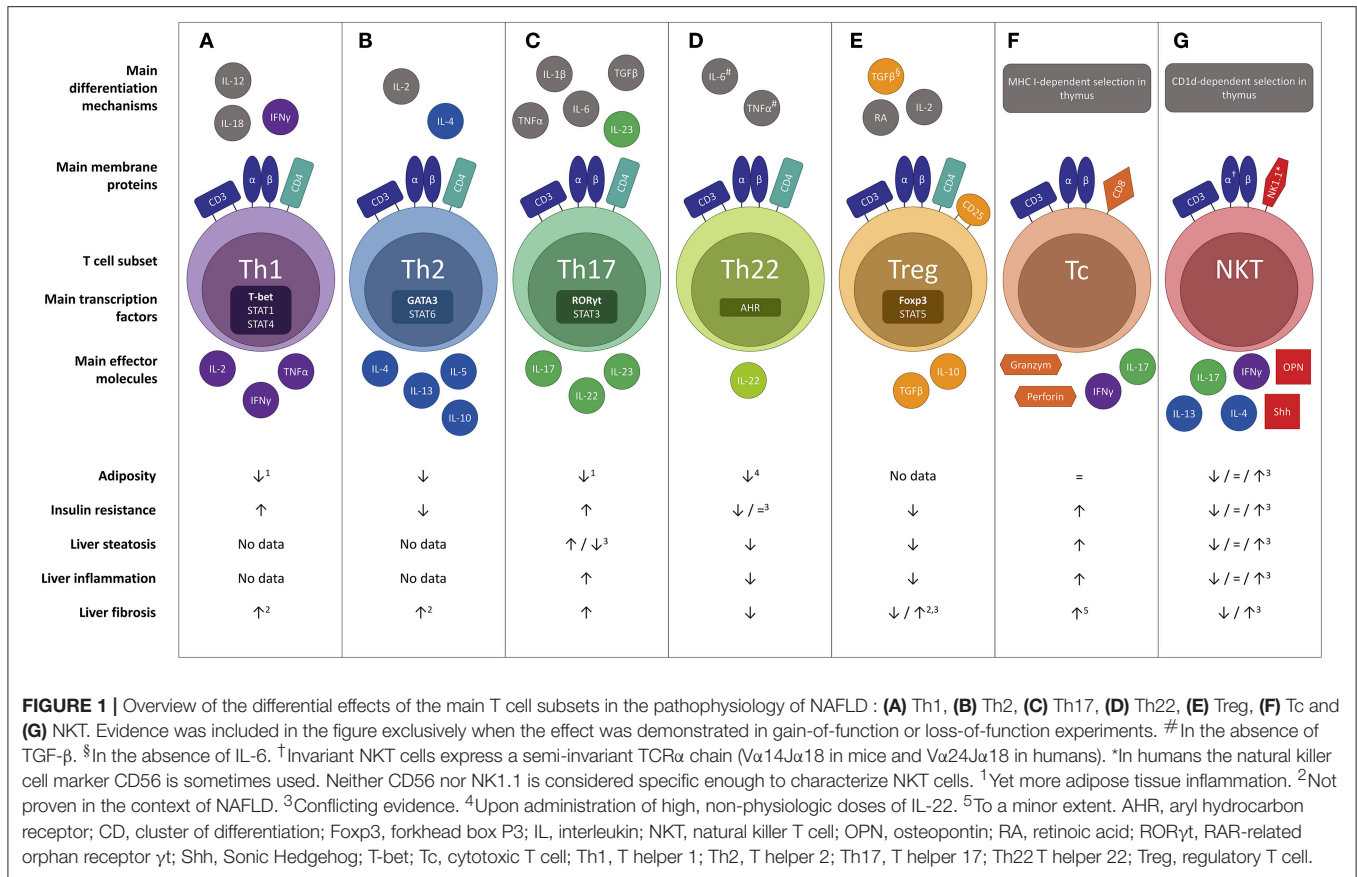 A B C D E F G
Main
differentiation
mechanisms
IL-12
IL-18
IFNγ
IL-2
IL-4
IL-1β
TGFβ
TNFα
IL-6
IL-23
IL-6#
TNFα#
TGFβ§
RA
IL-2
MHC I-dependent selection in
thymus
CD1d-dependent selection in
thymus
Main membrane
proteins
CD3 α β CD4
CD3 α β CD4
CD3 α β CD4
CD3 α β CD4
CD3 α β CD4 CD25
CD3 α β CD8
CD3 α† β NK1.1*
T cell subset
Th1 Th2 Th17 Th22 Treg Tc NKT
Main transcription
factors
T-bet
STAT1
STAT4
GATA3
STAT6
RORγt
STAT3
AHR
Foxp3
STAT5
Main effector
molecules
IL-2
IFNγ
TNFα
IL-4
IL-13
IL-5
IL-10
IL-17
IL-22
IL-23
IL-22
TGFβ
IL-10
Granzym
Perforin
IFNγ
IL-17
IL-17
IFNγ
OPN
IL-13
IL-4
Shh
Adiposity ↓1 ↓ ↓1 ↓4 No data = ↓ / = / ↑3
Insulin resistance ↑ ↓ ↑ ↓ / =3 ↓ ↑ ↓ / = / ↑3
Liver steatosis No data No data ↑ / ↓3 ↓ ↓ ↑ ↓ / = / ↑3
Liver inflammation No data No data ↑ ↓ ↓ ↑ ↓ / = / ↑3
Liver fibrosis ↑2 ↑2 ↑ ↓ ↓ / ↑2,3 ↑5 ↓ / ↑3
FIGURE 1 | Overview of the differential effects of the main T cell subsets in the pathophysiology of NAFLD : (A) Th1, (B) Th2, (C) Th17, (D) Th22, (E) Treg, (F) Tc and
(G) NKT. Evidence was included in the figure exclusively when the effect was demonstrated in gain-of-function or loss-of-function experiments. #In the absence of
TGF-β. §In the absence of IL-6. †Invariant NKT cells express a semi-invariant TCRα chain (Vα14Jα18 in mice and Vα24Jα18 in humans). *In humans the natural killer
cell marker CD56 is sometimes used. Neither CD56 nor NK1.1 is considered specific enough to characterize NKT cells. 1Yet more adipose tissue inflammation. 2Not
proven in the context of NAFLD. 3Conflicting evidence. 4Upon administration of high, non-physiologic doses of IL-22. 5To a minor extent. AHR, aryl hydrocarbon
receptor; CD, cluster of differentiation; Foxp3, forkhead box P3; IL, interleukin; NKT, natural killer T cell; OPN, osteopontin; RA, retinoic acid; RORγt, RAR-related
orphan receptor γt; Shh, Sonic Hedgehog; T-bet; Tc, cytotoxic T cell; Th1, T helper 1; Th2, T helper 2; Th17, T helper 17; Th22 T helper 22; Treg, regulatory T cell.